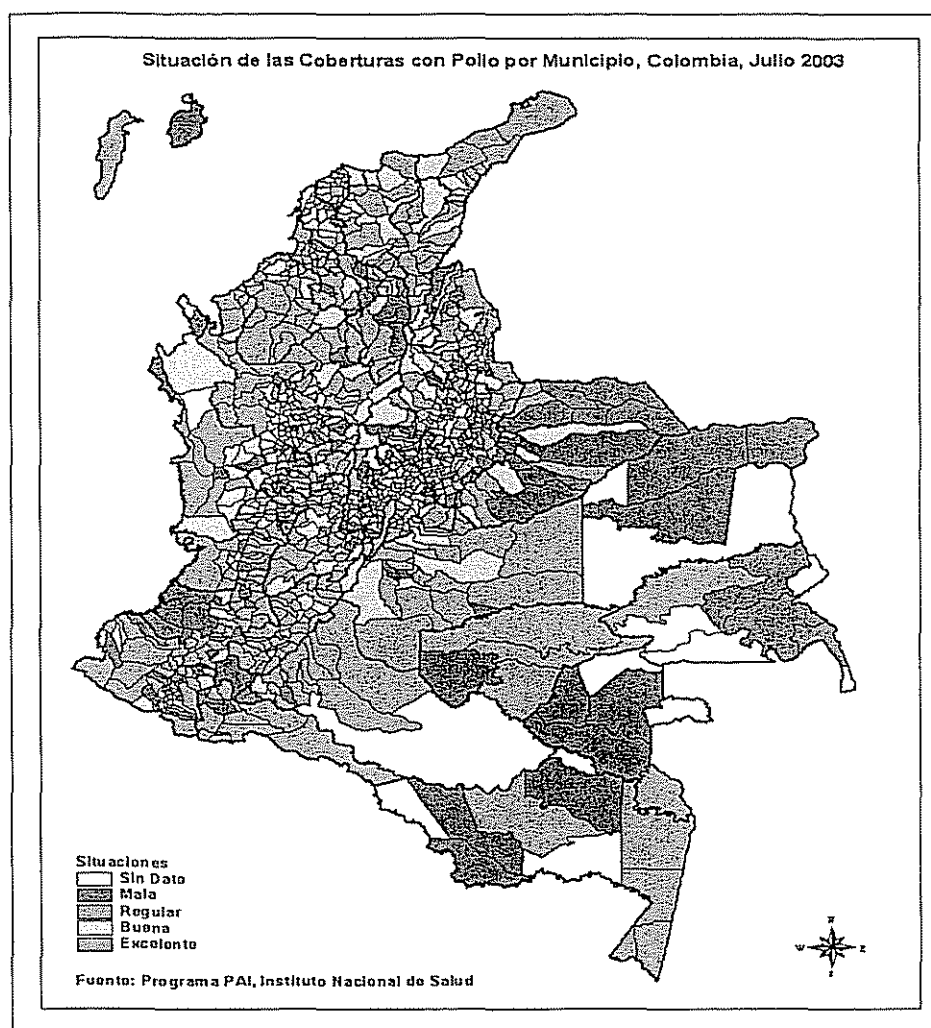 Situación de las Coberturas con Polio por Municipio, Colombia, Julio 2003
Situaciones
Sin Dato
Mala
Regular
Buena
Excelente
Fuente: Programa PAI, Instituto Nacional de Salud
N
W E
S